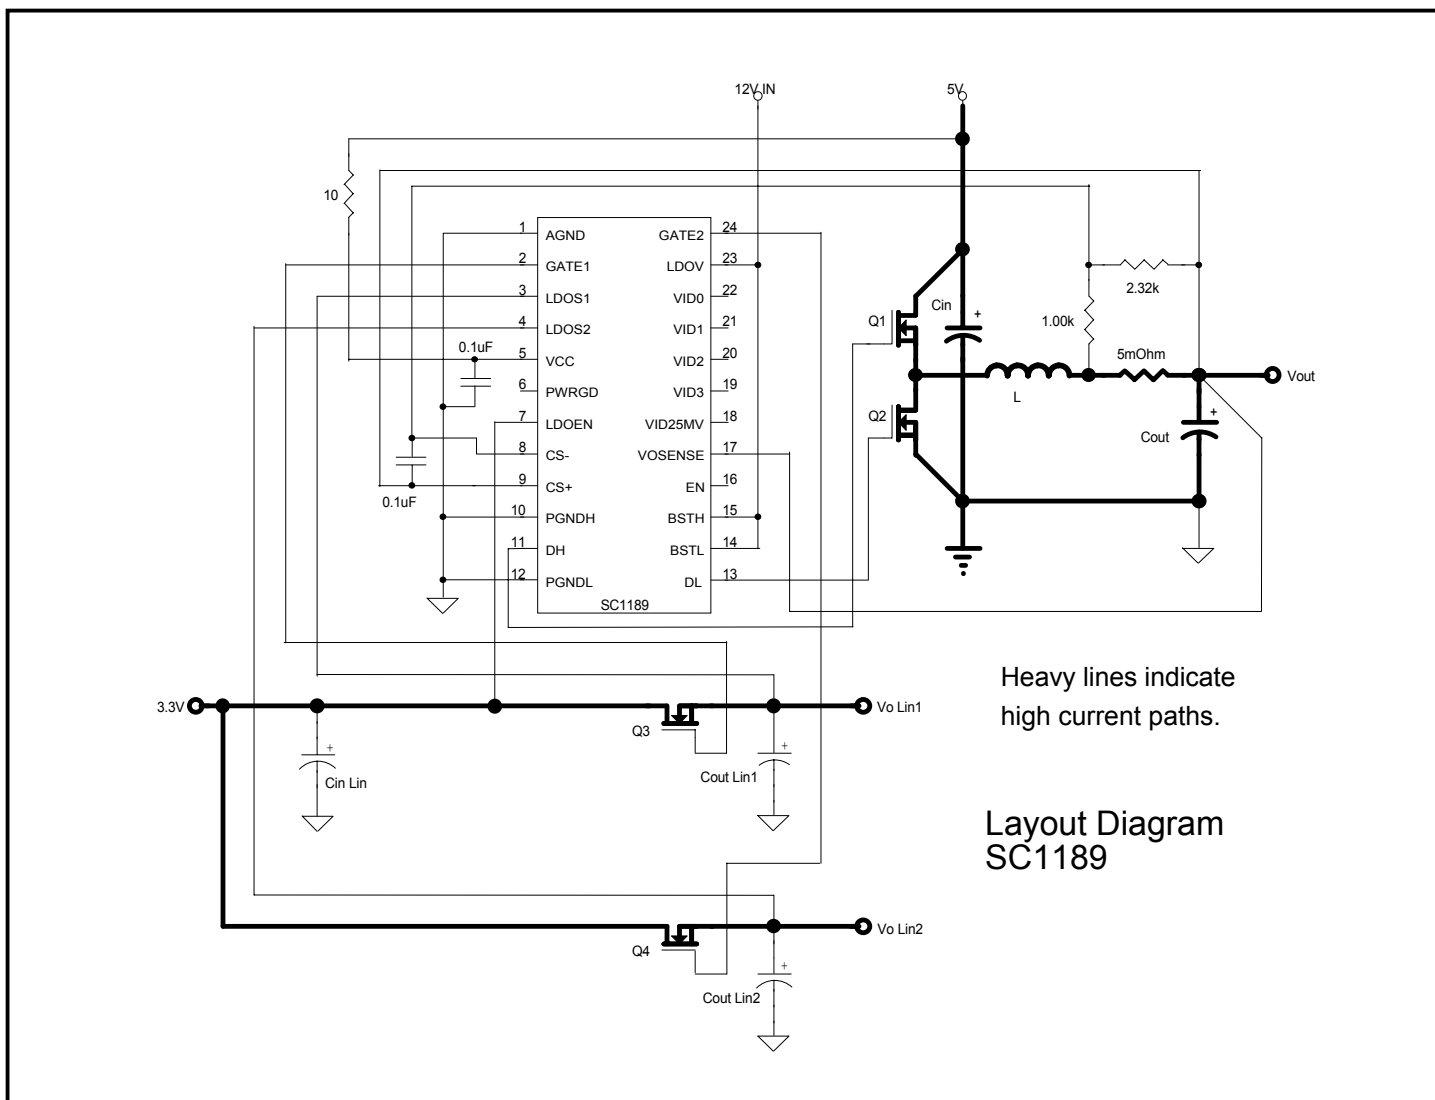 12V IN
5V
10
1
AGND
GATE2
24
2
GATE1
LDOV
23
3
LDOS1
VID0
22
4
LDOS2
VID1
21
0.1uF
5
VCC
VID2
20
6
PWRGD
VID3
19
7
LDOEN
VID25MV
18
8
CS-
VOSENSE
17
9
CS+
EN
16
0.1uF
10
PGNDH
BSTH
15
11
DH
BSTL
14
12
PGNDL
DL
13
SC1189
Q1
Cin
+
2.32k
1.00k
5mOhm
Vout
L
Q2
+
Cout
Heavy lines indicate
high current paths.
3.3V
Vo Lin1
Q3
+
Cin Lin
+
Cout Lin1
Layout Diagram
SC1189
Vo Lin2
Q4
+
Cout Lin2